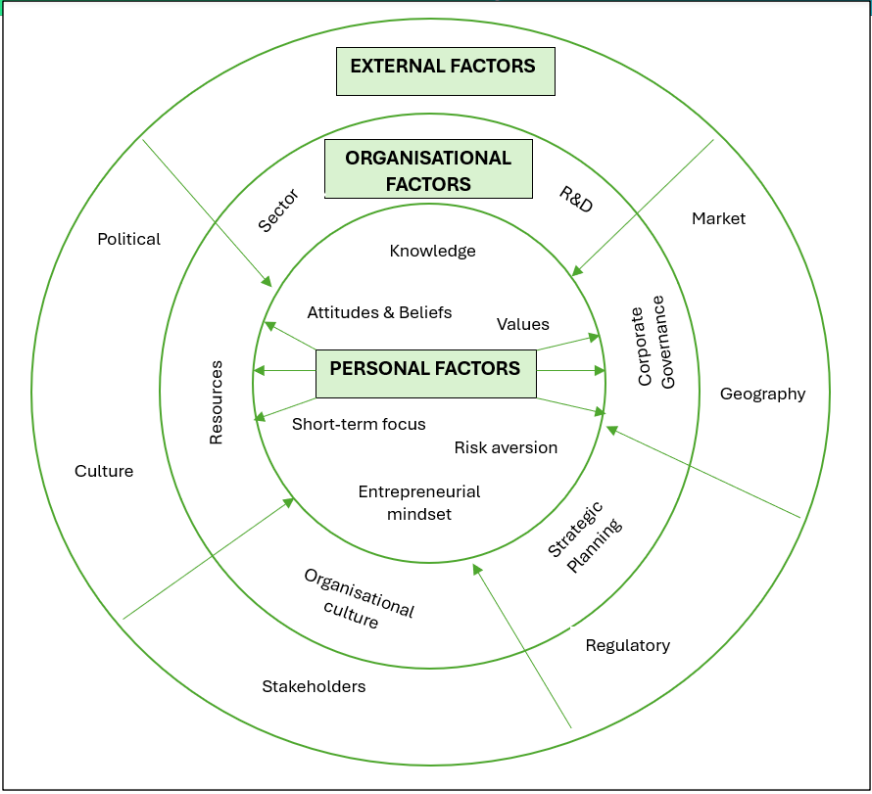 EXTERNAL FACTORS
ORGANISATIONAL
FACTORS
Sector
R&D
Political
Market
Knowledge
Attitudes & Beliefs
Values
Corporate
Governance
PERSONAL FACTORS
Resources
Geography
Short-term focus
Risk aversion
Culture
Entrepreneurial
mindset
Strategic
Planning
Organisational
culture
Regulatory
Stakeholders